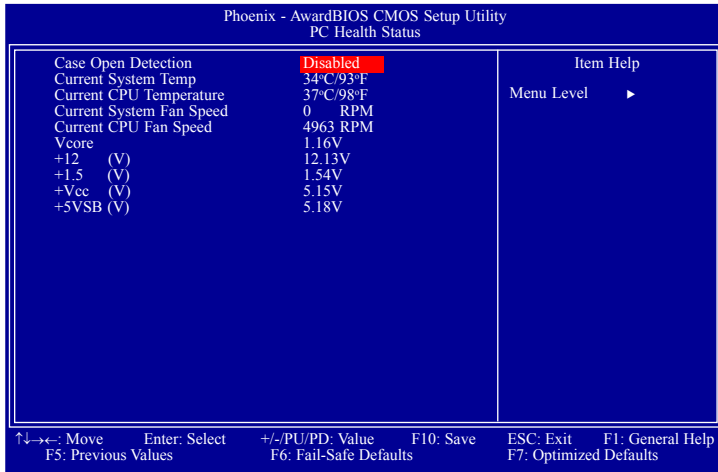 Phoenix - AwardBIOS CMOS Setup Utility
PC Health Status
Case Open Detection Disabled
Current System Temp 34°C/93°F
Current CPU Temperature 37°C/98°F
Current System Fan Speed 0 RPM
Current CPU Fan Speed 4963 RPM
Vcore 1.16V
+12 (V) 12.13V
+1.5 (V) 1.54V
+Vcc (V) 5.15V
+5VSB (V) 5.18V
Item Help
Menu Level ►
↑↓→←: Move Enter: Select +/-/PU/PD: Value F10: Save ESC: Exit F1: General Help
F5: Previous Values F6: Fail-Safe Defaults F7: Optimized Defaults